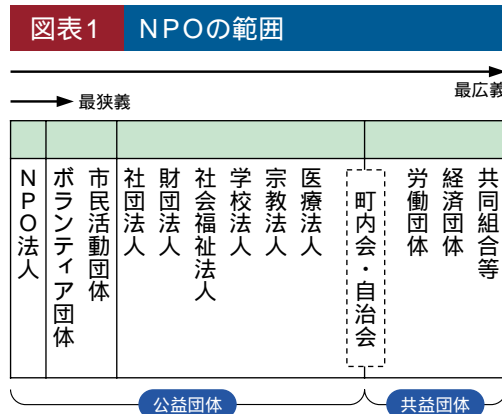 図表1 NPOの範囲
最広義
最狭義
NPO法人
ボランティア団体
市民活動団体
社団法人
財団法人
社会福祉法人
学校法人
宗教法人
医療法人
町内会・自治会
労働団体
経済団体
共同組合等
公益団体
共益団体